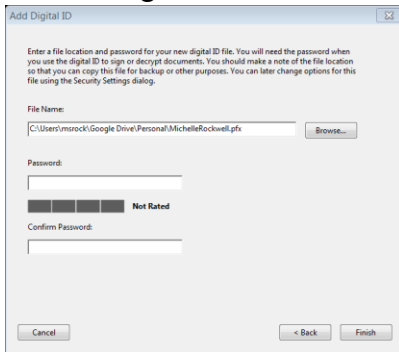 Add Digital ID
Enter a file location and password for your new digital ID file. You will need the password when
you use the digital ID to sign or decrypt documents. You should make a note of the file location
so that you can copy this file for backup or other purposes. You can later change options for this
file using the Security Settings dialog.
File Name:
C:\Users\msrock\Google Drive\Personal\MichelleRockwell.pfx
Browse...
Password:
Not Rated
Confirm Password:
Cancel
< Back
Finish